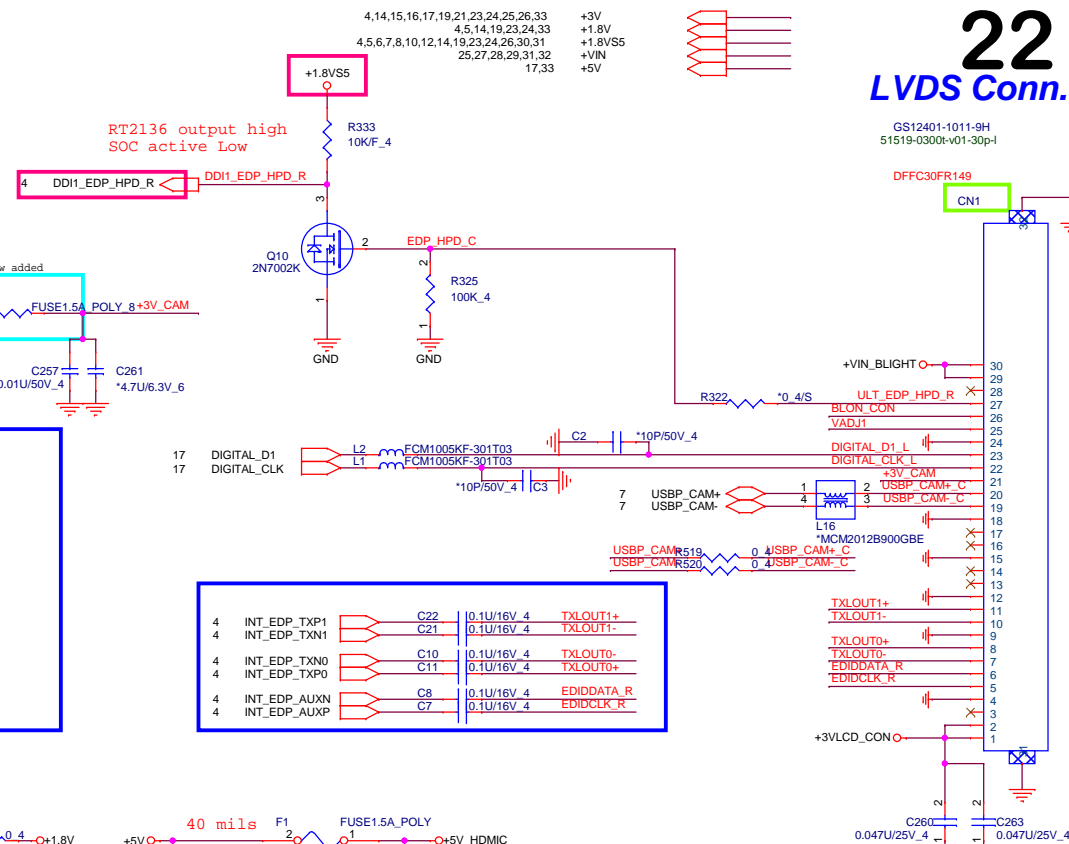 4,14,15,16,17,19,21,23,24,25,26,33 +3V
4,5,14,19,23,24,33 +1.8V
4,5,6,7,8,10,12,14,19,23,24,26,30,31 +1.8VS5
25,27,28,29,31,32 +VIN
17,33 +5V
22
LVDS Conn.
GS12401-1011-9H
51519-0300t-v01-30p-l
DFFC30FR149
CN1
+1.8VS5
RT2136 output high
SOC active Low
R333
10K/F_4
4 DDI1_EDP_HPD_R DDI1_EDP_HPD_R
3
Q10
2N7002K
2 EDP_HPD_C
1
2
R325
100K_4
1
GND
GND
w added
FUSE1.5A_POLY_8 +3V_CAM
C257
0.01U/50V_4
C261
*4.7U/6.3V_6
+VIN_BLIGHT
R322 *0_4/S ULT_EDP_HPD_R
BLON_CON
VADJ1
C2 *10P/50V_4
17 DIGITAL_D1 L2 FCM1005KF-301T03 DIGITAL_D1_L
17 DIGITAL_CLK L1 FCM1005KF-301T03 DIGITAL_CLK_L
*10P/50V_4 C3
+3V_CAM
7 USBP_CAM+ 1 2 USBP_CAM+_C
7 USBP_CAM- 4 3 USBP_CAM-_C
L16
*MCM2012B900GBE
USBP_CAM+ R519 0_4 USBP_CAM+_C
USBP_CAM- R520 0_4 USBP_CAM-_C
4 INT_EDP_TXP1 C22 0.1U/16V_4 TXLOUT1+
4 INT_EDP_TXN1 C21 0.1U/16V_4 TXLOUT1-
4 INT_EDP_TXN0 C10 0.1U/16V_4 TXLOUT0-
4 INT_EDP_TXP0 C11 0.1U/16V_4 TXLOUT0+
4 INT_EDP_AUXN C8 0.1U/16V_4 EDIDDATA_R
4 INT_EDP_AUXP C7 0.1U/16V_4 EDIDCLK_R
TXLOUT1+
TXLOUT1-
TXLOUT0+
TXLOUT0-
EDIDDATA_R
EDIDCLK_R
30
29
28
27
26
25
24
23
22
21
20
19
18
17
16
15
14
13
12
11
10
9
8
7
6
5
4
3
2
1
+3VLCD_CON
2
C260
0.047U/25V_4
1
2
C263
0.047U/25V_4
1
0_4 +1.8V
40 mils
+5V 2 F1 1 FUSE1.5A_POLY +5V_HDMIC